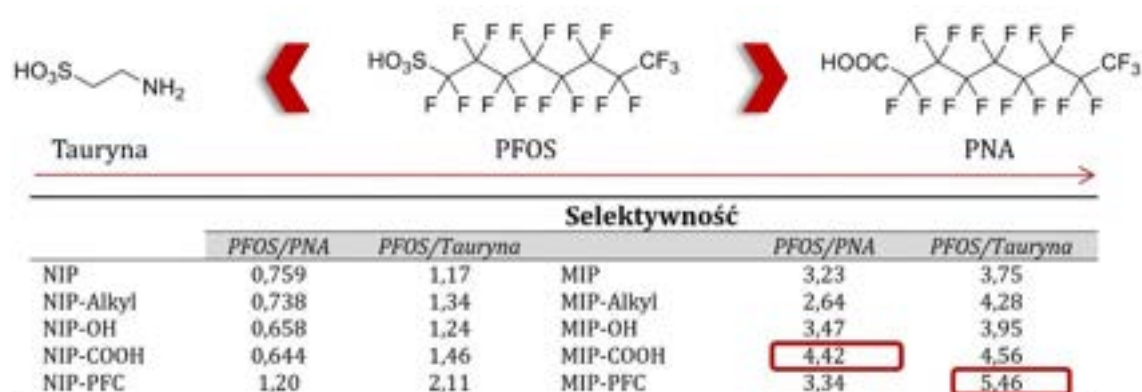 F F F F F F
HO3S CF3
F F F F F F F F
HO3S NH2
F F F F F F
HOOC CF3
F F F F F F F F
Tauryna PFOS PNA
Selektywność
PFOS/PNA PFOS/Tauryna PFOS/PNA PFOS/Tauryna
NIP 0,759 1,17 MIP 3,23 3,75
NIP-Alkyl 0,738 1,34 MIP-Alkyl 2,64 4,28
NIP-OH 0,658 1,24 MIP-OH 3,47 3,95
NIP-COOH 0,644 1,46 MIP-COOH 4,42 4,56
NIP-PFC 1,20 2,11 MIP-PFC 3,34 5,46